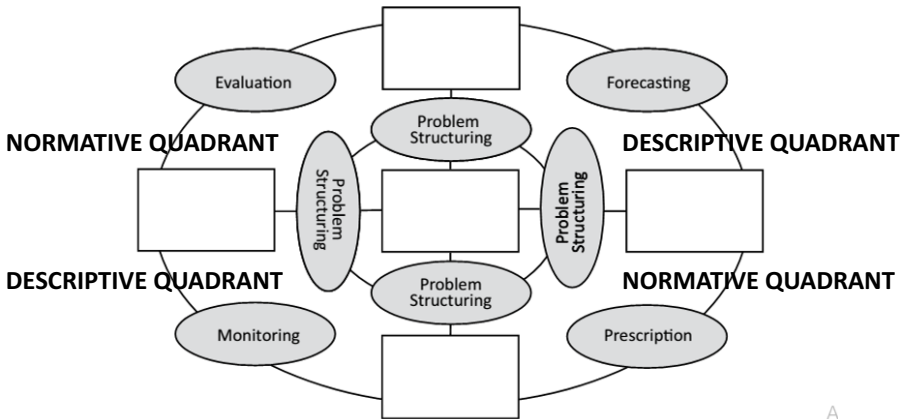 Evaluation
Forecasting
Problem
Structuring
NORMATIVE QUADRANT
DESCRIPTIVE QUADRANT
Problem
Structuring
Problem
Structuring
DESCRIPTIVE QUADRANT
NORMATIVE QUADRANT
Problem
Structuring
Monitoring
Prescription
A